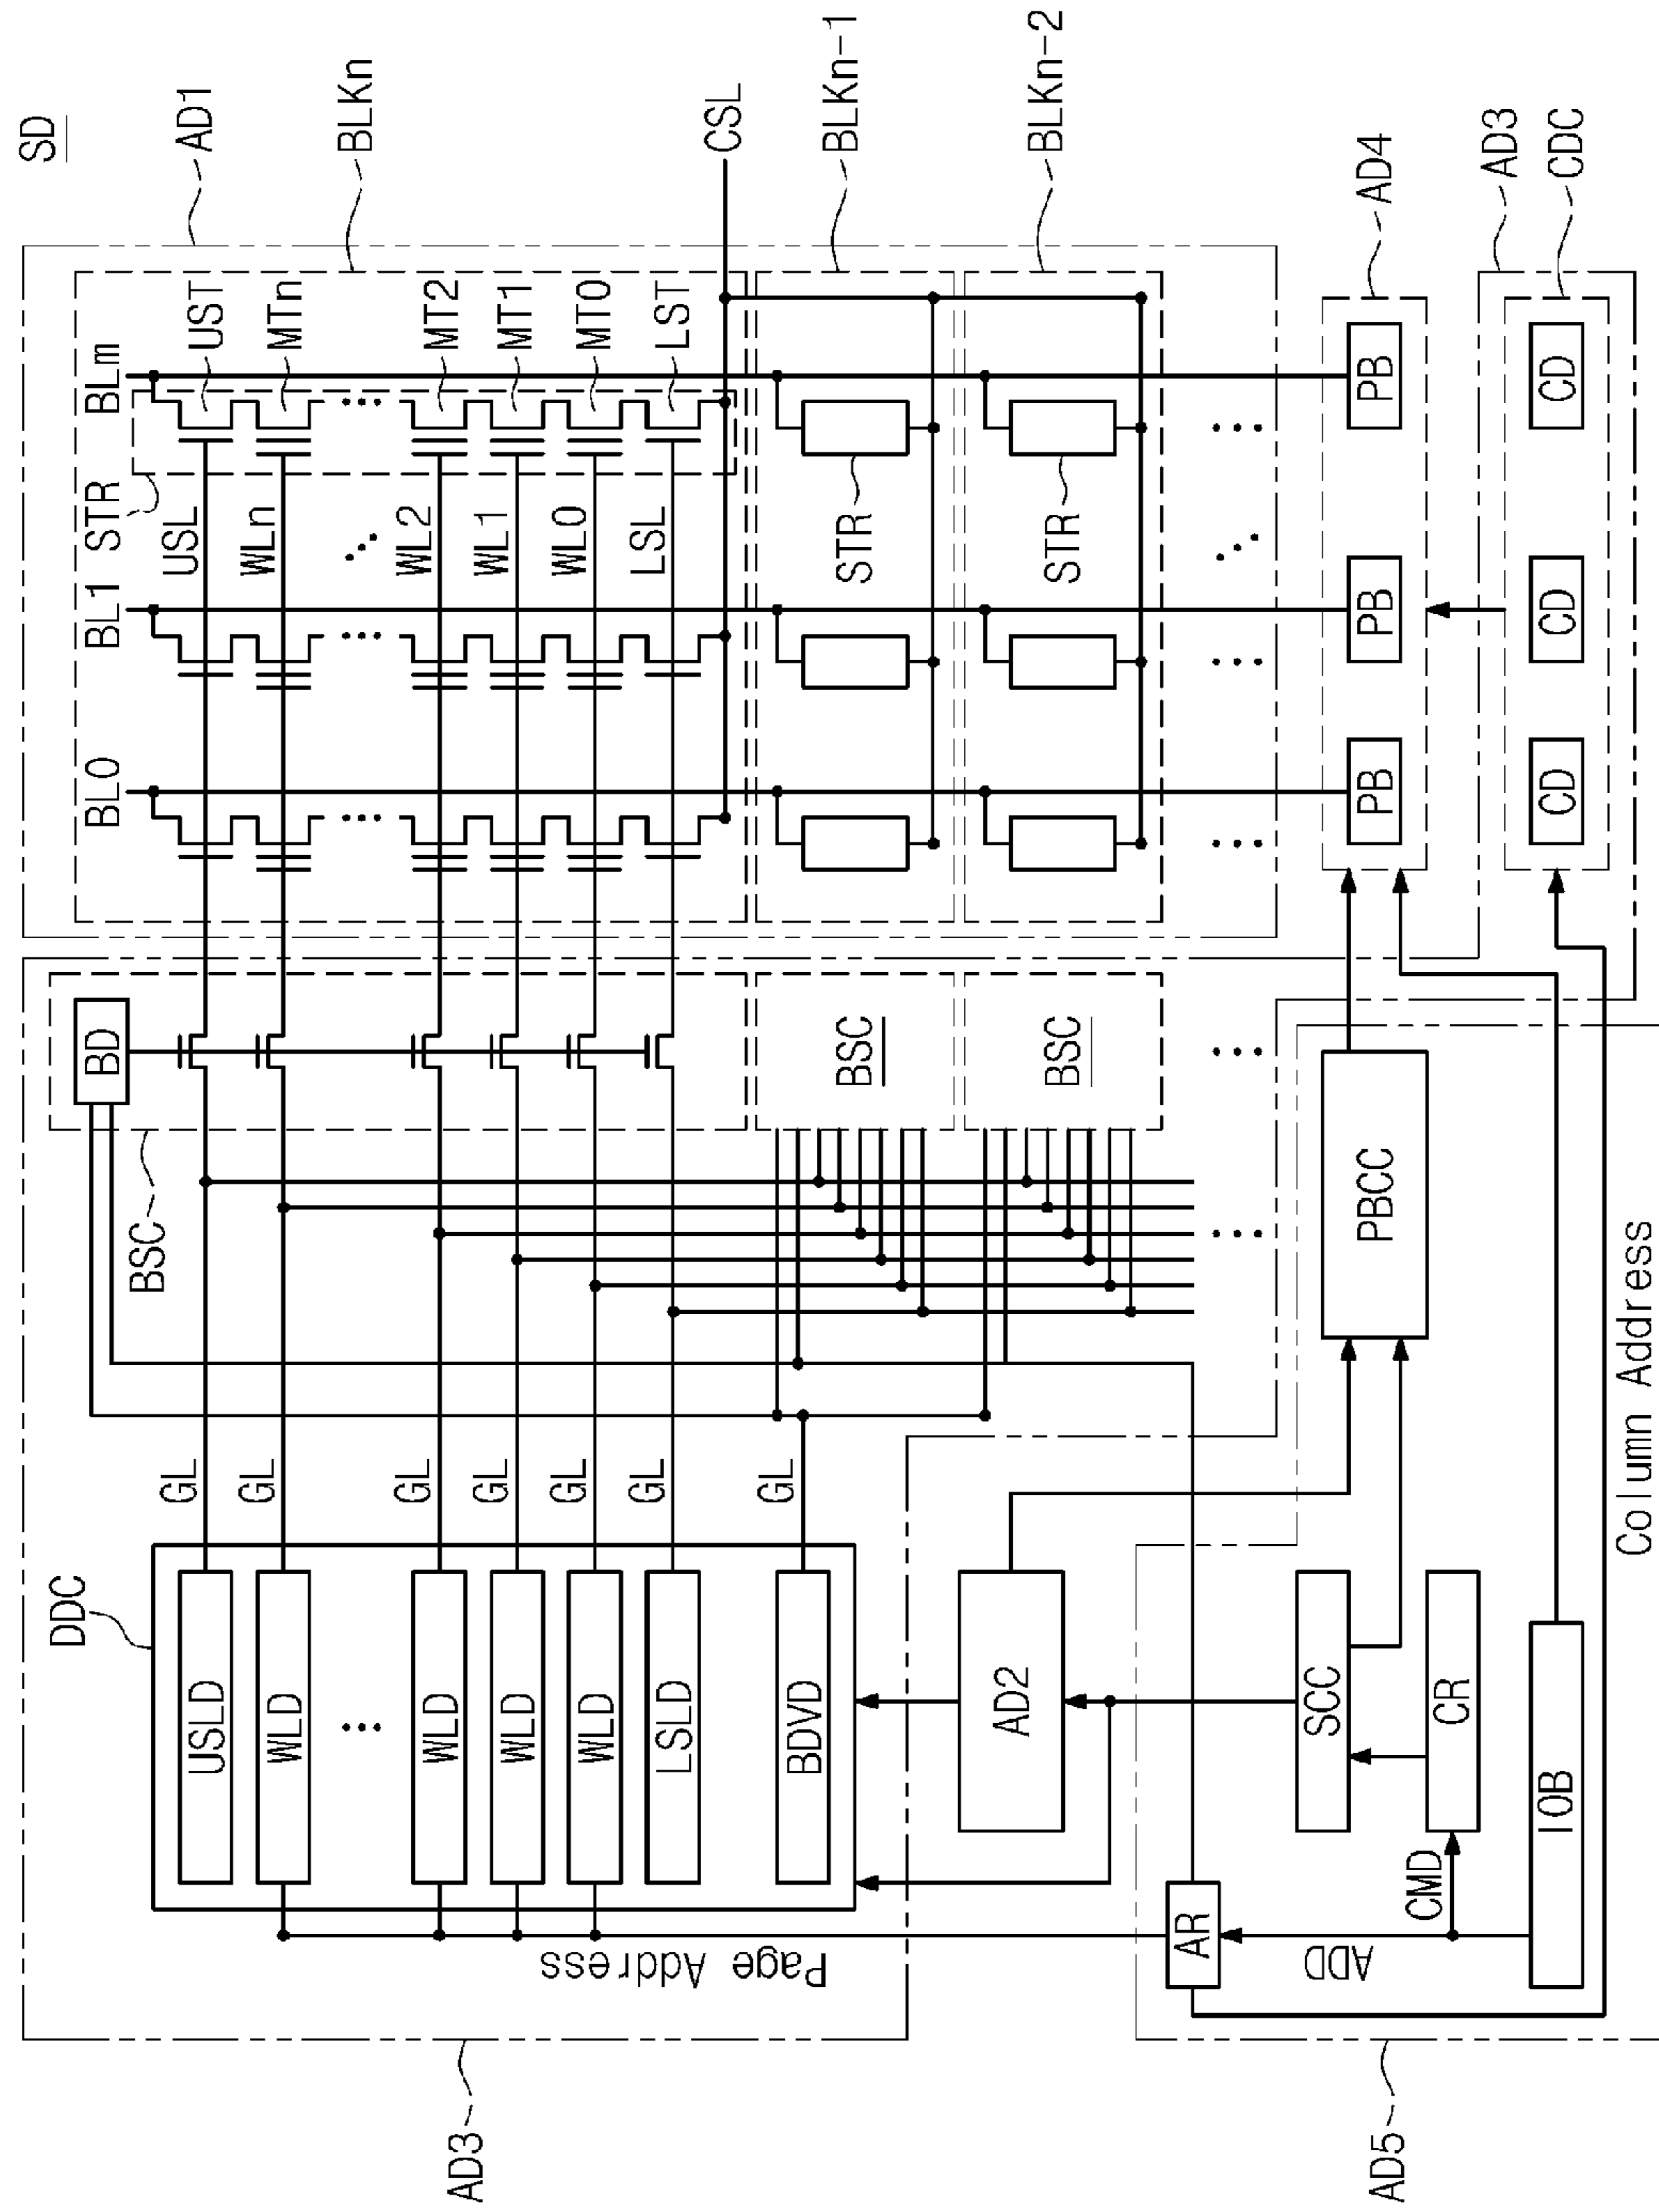 SD
AD1
BLKn
CSL
BLKn-1
BLKn-2
AD4
AD3
CDC
BL0
BL1
STR
BLm
UST
MTn
MT2
MT1
MT0
LST
USL
WLn
...
WL2
WL1
WL0
LSL
...
STR
STR
...
PB
PB
PB
CD
CD
CD
BD
BSC
BSC
BSC
...
DDC
GL
GL
GL
GL
GL
GL
GL
USLD
WLD
...
WLD
WLD
WLD
LSLD
BDVD
AD2
PBCC
SCC
CR
CMD
IOB
AR
ADD
Page Address
Column Address
AD3
AD5